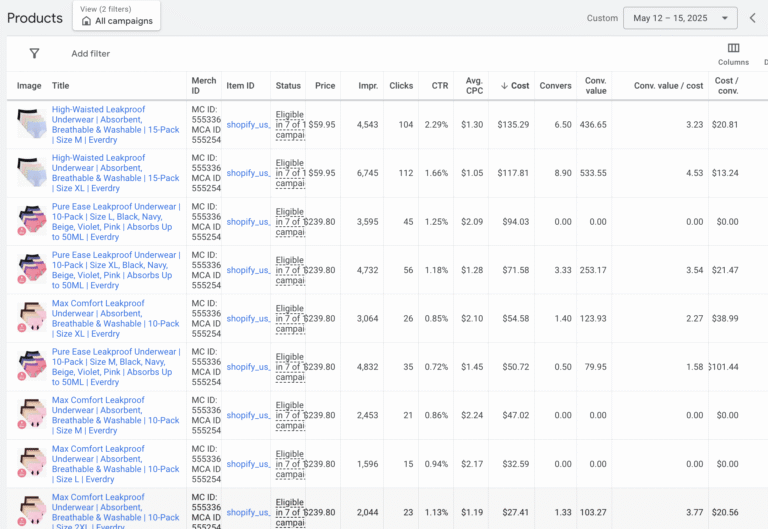 Products
View (2 filters)
All campaigns
Custom
May 12 – 15, 2025
Add filter
Columns
Image Title Merch ID Item ID Status Price Impr. Clicks CTR Avg. CPC Cost Convers Conv. value Conv. value / cost Cost / conv.
High-Waisted Leakproof
Underwear | Absorbent,
Breathable & Washable | 15-Pack
| Size M | Everdry
MC ID:
555336
MCA ID
555254
shopify_us_
Eligible
in 7 of 1
campai
$59.95 4,543 104 2.29% $1.30 $135.29 6.50 436.65 3.23 $20.81
High-Waisted Leakproof
Underwear | Absorbent,
Breathable & Washable | 15-Pack
| Size XL | Everdry
MC ID:
555336
MCA ID
555254
shopify_us_
Eligible
in 7 of 1
campai
$59.95 6,745 112 1.66% $1.05 $117.81 8.90 533.55 4.53 $13.24
Pure Ease Leakproof Underwear |
10-Pack | Size L, Black, Navy,
Beige, Violet, Pink | Absorbs Up
to 50ML | Everdry
MC ID:
555336
MCA ID
555254
shopify_us_
Eligible
in 7 of
campai
$239.80 3,595 45 1.25% $2.09 $94.03 0.00 0.00 0.00 $0.00
Pure Ease Leakproof Underwear |
10-Pack | Size XL, Black, Navy,
Beige, Violet, Pink | Absorbs Up
to 50ML | Everdry
MC ID:
555336
MCA ID
555254
shopify_us_
Eligible
in 7 of
campai
$239.80 4,732 56 1.18% $1.28 $71.58 3.33 253.17 3.54 $21.47
Max Comfort Leakproof
Underwear | Absorbent,
Breathable & Washable | 10-Pack
| Size XL | Everdry
MC ID:
555336
MCA ID
555254
shopify_us_
Eligible
in 7 of
campai
$239.80 3,064 26 0.85% $2.10 $54.58 1.40 123.93 2.27 $38.99
Pure Ease Leakproof Underwear |
10-Pack | Size M, Black, Navy,
Beige, Violet, Pink | Absorbs Up
to 50ML | Everdry
MC ID:
555336
MCA ID
555254
shopify_us_
Eligible
in 7 of
campai
$239.80 4,832 35 0.72% $1.45 $50.72 0.50 79.95 1.58 $101.44
Max Comfort Leakproof
Underwear | Absorbent,
Breathable & Washable | 10-Pack
| Size M | Everdry
MC ID:
555336
MCA ID
555254
shopify_us_
Eligible
in 7 of
campai
$239.80 2,453 21 0.86% $2.24 $47.02 0.00 0.00 0.00 $0.00
Max Comfort Leakproof
Underwear | Absorbent,
Breathable & Washable | 10-Pack
| Size L | Everdry
MC ID:
555336
MCA ID
555254
shopify_us_
Eligible
in 7 of
campai
$239.80 1,596 15 0.94% $2.17 $32.59 0.00 0.00 0.00 $0.00
Max Comfort Leakproof
Underwear | Absorbent,
Breathable & Washable | 10-Pack
| Size 2XL | Everdry
MC ID:
555336
MCA ID
555254
shopify_us_
Eligible
in 7 of
campai
$239.80 2,044 23 1.13% $1.19 $27.41 1.33 103.27 3.77 $20.56